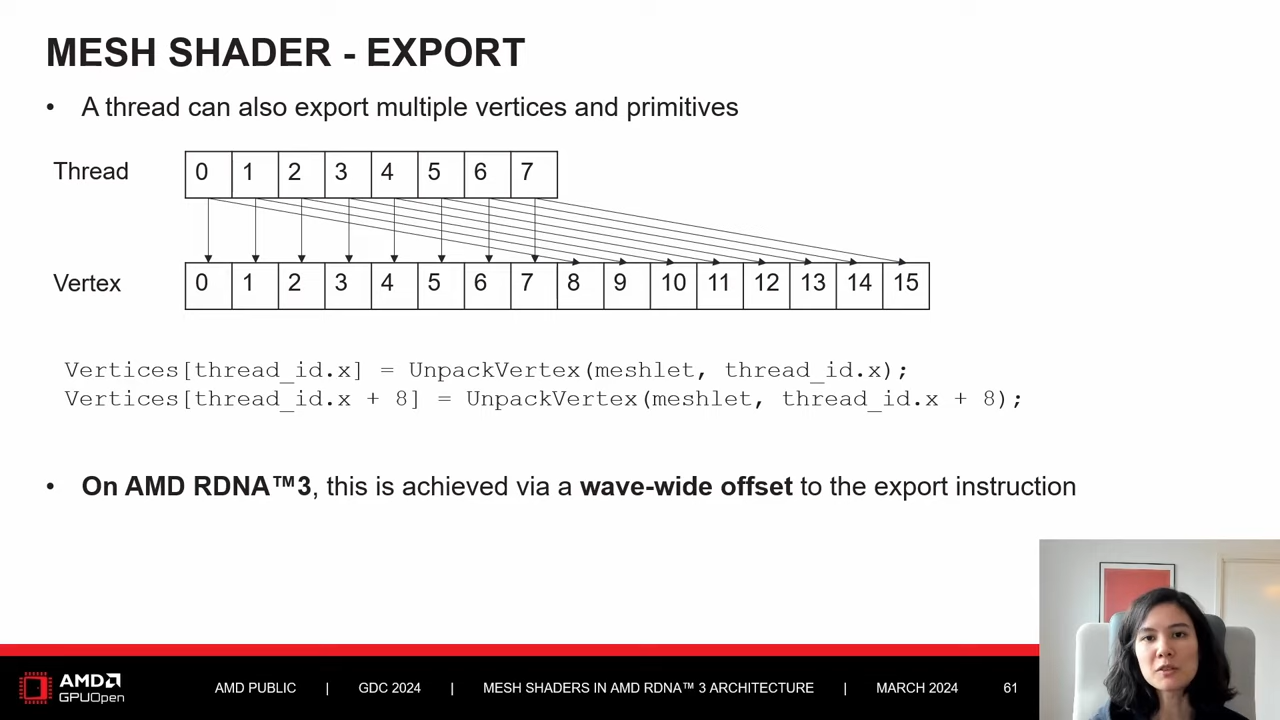 MESH SHADER - EXPORT
• A thread can also export multiple vertices and primitives
Thread 0 1 2 3 4 5 6 7
Vertex 0 1 2 3 4 5 6 7 8 9 10 11 12 13 14 15
Vertices[thread_id.x] = UnpackVertex(meshlet, thread_id.x);
Vertices[thread_id.x + 8] = UnpackVertex(meshlet, thread_id.x + 8);
• On AMD RDNA™3, this is achieved via a wave-wide offset to the export instruction
AMD
GPUOpen
AMD PUBLIC | GDC 2024 | MESH SHADERS IN AMD RDNA™ 3 ARCHITECTURE | MARCH 2024 61